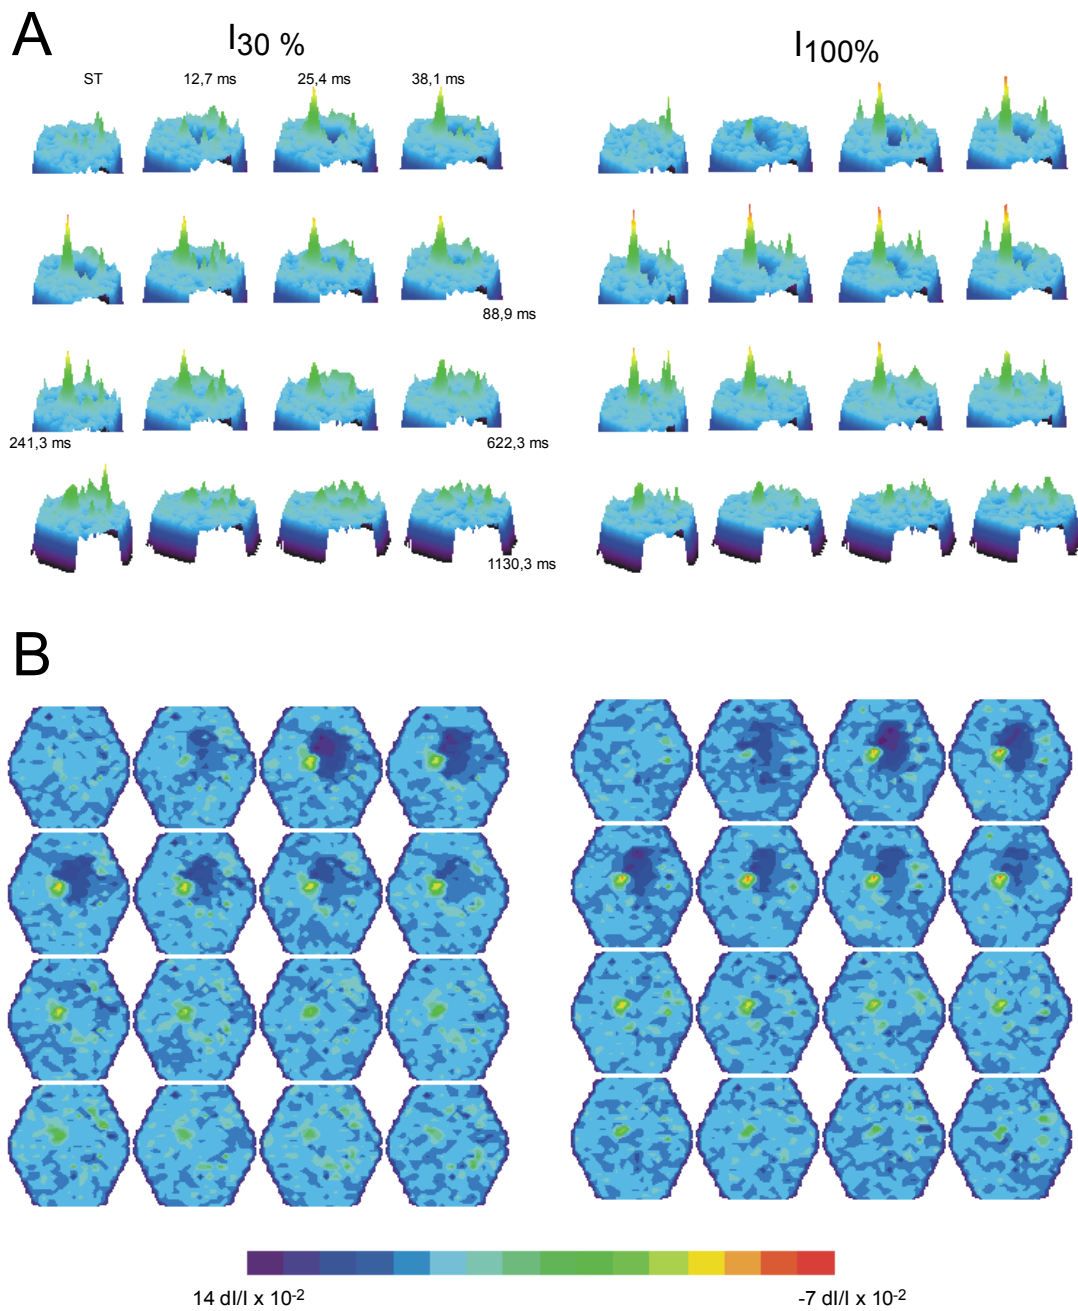 A
I30 %
I100%
ST
12,7 ms
25,4 ms
38,1 ms
88,9 ms
241,3 ms
622,3 ms
1130,3 ms
B
14 dI/I x 10-2
-7 dI/I x 10-2